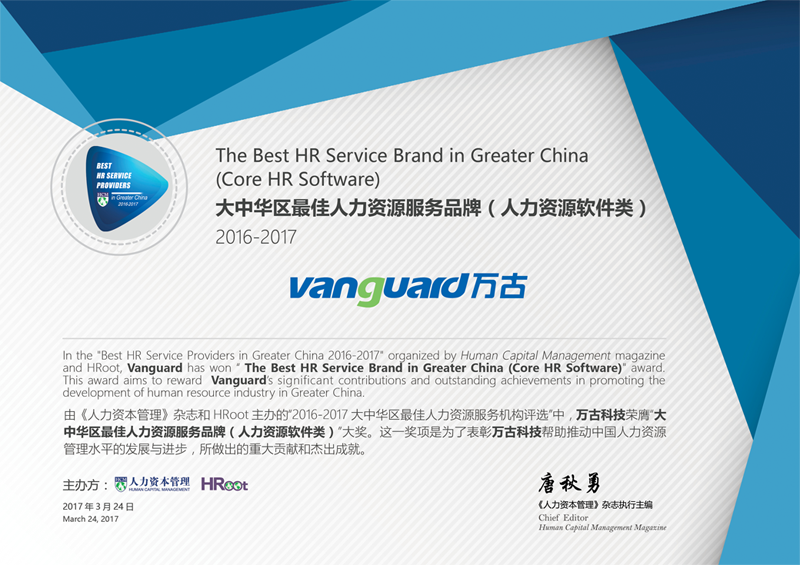 BEST
HR SERVICE
PROVIDERS
HCM
in Greater China
2016-2017
The Best HR Service Brand in Greater China
(Core HR Software)
大中华区最佳人力资源服务品牌（人力资源软件类）
2016-2017
vanguard万古
In the "Best HR Service Providers in Greater China 2016-2017" organized by Human Capital Management magazine
and HRoot, Vanguard has won " The Best HR Service Brand in Greater China (Core HR Software)" award.
This award aims to reward Vanguard's significant contributions and outstanding achievements in promoting the
development of human resource industry in Greater China.
由《人力资本管理》杂志和 HRoot 主办的"2016-2017 大中华区最佳人力资源服务机构评选"中，万古科技荣膺"大
中华区最佳人力资源服务品牌（人力资源软件类）"大奖。这一奖项是为了表彰万古科技帮助推动中国人力资源
管理水平的发展与进步，所做出的重大贡献和杰出成就。
主办方： 人力资本管理 HUMAN CAPITAL MANAGEMENT HRoot
2017 年 3 月 24 日
March 24, 2017
唐秋勇
《人力资本管理》杂志执行主编
Chief Editor
Human Capital Management Magazine